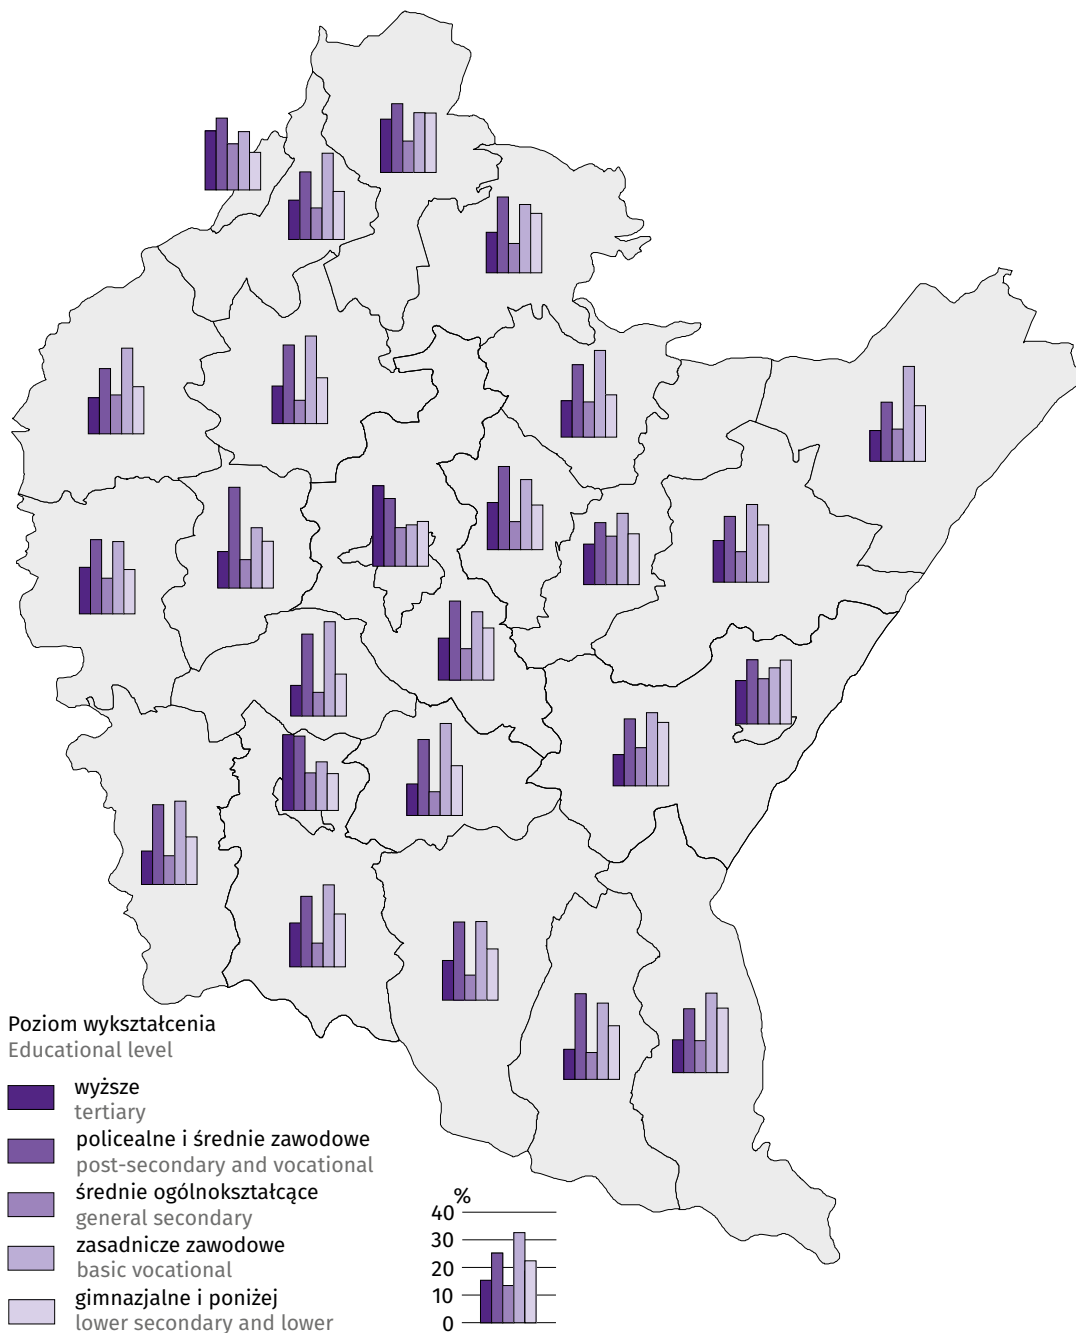 Poziom wykształcenia
Educational level
wyższe
tertiary
policealne i średnie zawodowe
post-secondary and vocational
średnie ogólnokształcące
general secondary
zasadnicze zawodowe
basic vocational
gimnazjalne i poniżej
lower secondary and lower
%
40
30
20
10
0